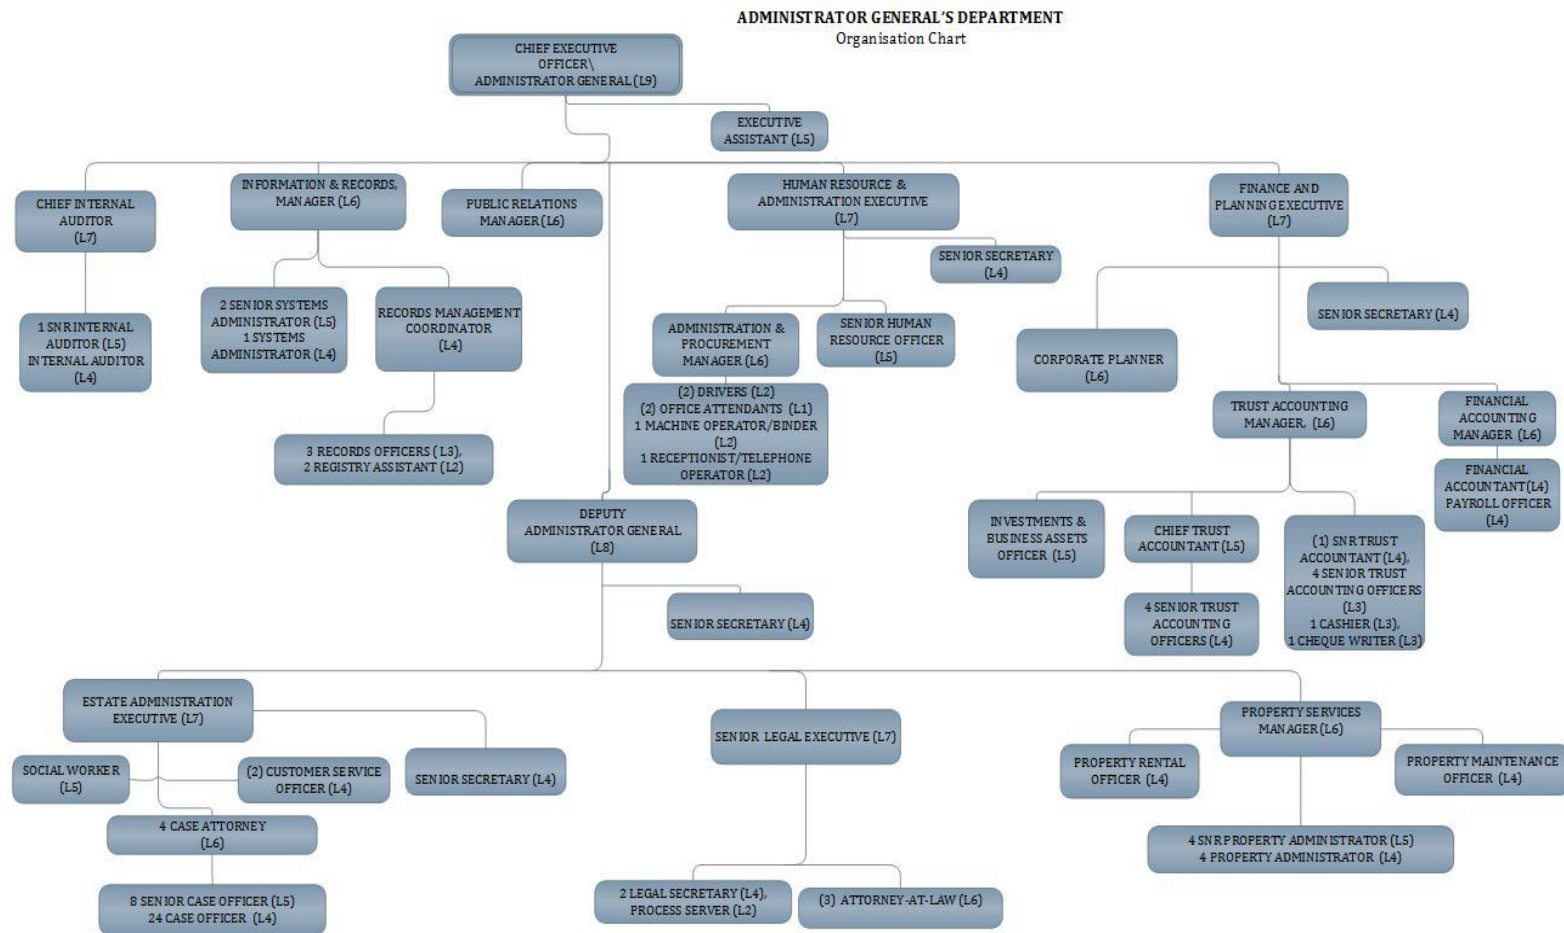 ADMINISTRATOR GENERAL'S DEPARTMENT
Organisation Chart
CHIEF EXECUTIVE
OFFICER\
ADMINISTRATOR GENERAL (L9)
EXECUTIVE
ASSISTANT (L5)
CHIEF INTERNAL
AUDITOR
(L7)
INFORMATION & RECORDS,
MANAGER (L6)
PUBLIC RELATIONS
MANAGER (L6)
HUMAN RESOURCE &
ADMINISTRATION EXECUTIVE
(L7)
FINANCE AND
PLANNING EXECUTIVE
(L7)
SENIOR SECRETARY
(L4)
1 SNR INTERNAL
AUDITOR (L5)
INTERNAL AUDITOR
(L4)
2 SENIOR SYSTEMS
ADMINISTRATOR (L5)
1 SYSTEMS
ADMINISTRATOR (L4)
RECORDS MANAGEMENT
COORDINATOR
(L4)
ADMINISTRATION &
PROCUREMENT
MANAGER (L6)
SENIOR HUMAN
RESOURCE OFFICER
(L5)
SENIOR SECRETARY (L4)
CORPORATE PLANNER
(L6)
(2) DRIVERS (L2)
(2) OFFICE ATTENDANTS (L1)
1 MACHINE OPERATOR/BINDER
(L2)
1 RECEPTIONIST/TELEPHONE
OPERATOR (L2)
TRUST ACCOUNTING
MANAGER, (L6)
FINANCIAL
ACCOUNTING
MANAGER (L6)
3 RECORDS OFFICERS (L3),
2 REGISTRY ASSISTANT (L2)
FINANCIAL
ACCOUNTANT(L4)
PAYROLL OFFICER
(L4)
DEPUTY
ADMINISTRATOR GENERAL
(L8)
INVESTMENTS &
BUSINESS ASSETS
OFFICER (L5)
CHIEF TRUST
ACCOUNTANT (L5)
(1) SNR TRUST
ACCOUNTANT (L4),
4 SENIOR TRUST
ACCOUNTING OFFICERS
(L3)
1 CASHIER (L3),
1 CHEQUE WRITER (L3)
SENIOR SECRETARY (L4)
4 SENIOR TRUST
ACCOUNTING
OFFICERS (L4)
ESTATE ADMINISTRATION
EXECUTIVE (L7)
SENIOR LEGAL EXECUTIVE (L7)
PROPERTY SERVICES
MANAGER (L6)
SOCIAL WORKER
(L5)
(2) CUSTOMER SERVICE
OFFICER (L4)
SENIOR SECRETARY (L4)
PROPERTY RENTAL
OFFICER (L4)
PROPERTY MAINTENANCE
OFFICER (L4)
4 CASE ATTORNEY
(L6)
4 SNR PROPERTY ADMINISTRATOR (L5)
4 PROPERTY ADMINISTRATOR (L4)
8 SENIOR CASE OFFICER (L5)
24 CASE OFFICER (L4)
2 LEGAL SECRETARY (L4),
PROCESS SERVER (L2)
(3) ATTORNEY-AT-LAW (L6)